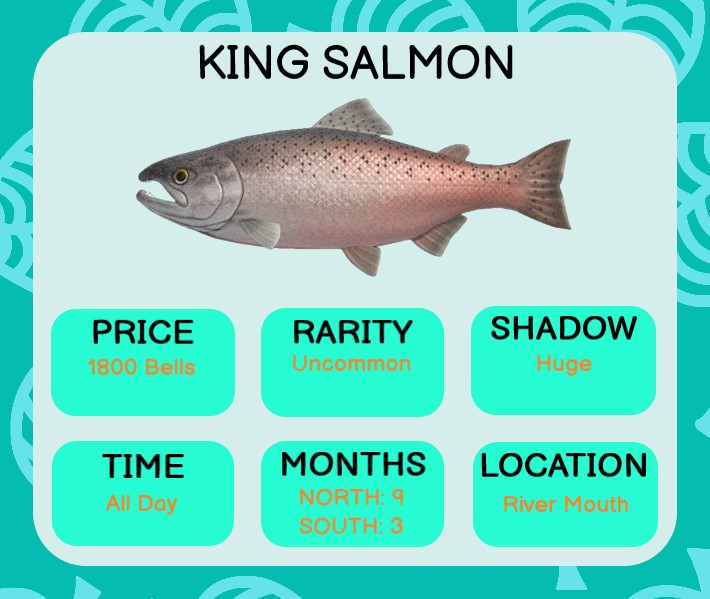 KING SALMON
PRICE
1800 Bells
RARITY
Uncommon
SHADOW
Huge
TIME
All Day
MONTHS
NORTH: 9
SOUTH: 3
LOCATION
River Mouth